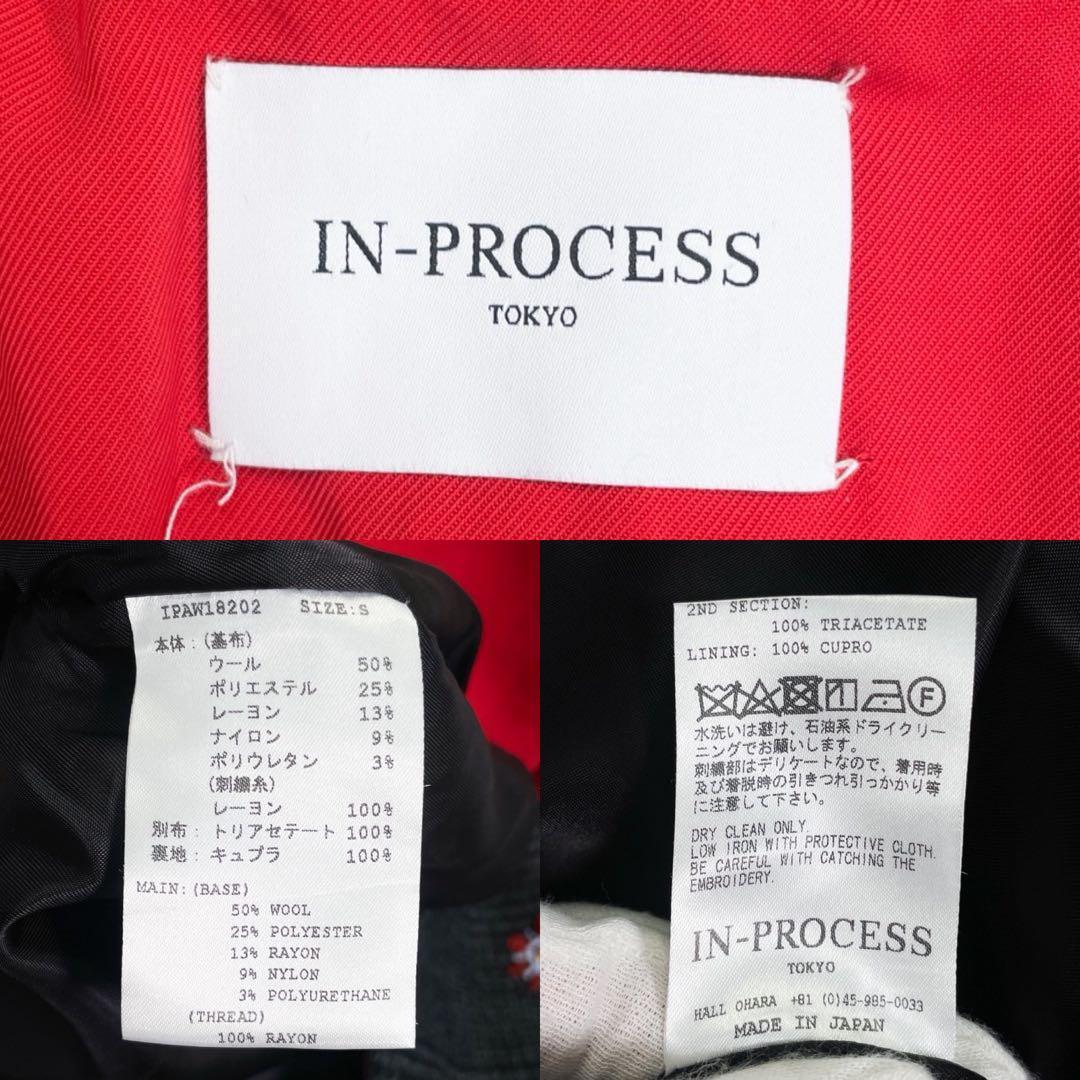 IN-PROCESS
TOKYO
IPAW18202 SIZE:S
本体:(基布)
ウール 50%
ポリエステル 25%
レーヨン 13%
ナイロン 9%
ポリウレタン 3%
(刺繍糸)
レーヨン 100%
別布:トリアセテート 100%
裏地:キュプラ 100%
MAIN:(BASE)
50% WOOL
25% POLYESTER
13% RAYON
9% NYLON
3% POLYURETHANE
(THREAD)
100% RAYON
2ND SECTION:
100% TRIACETATE
LINING: 100% CUPRO
F
水洗いは避け、石油系ドライクリー
ニングでお願いします。
刺繍部はデリケートなので、着用時
及び着脱時の引きつれ引っかかり等
に注意して下さい。
DRY CLEAN ONLY.
LOW IRON WITH PROTECTIVE CLOTH.
BE CAREFUL WITH CATCHING THE
EMBROIDERY.
IN-PROCESS
TOKYO
HALL OHARA +81 (0)45-985-0033
MADE IN JAPAN